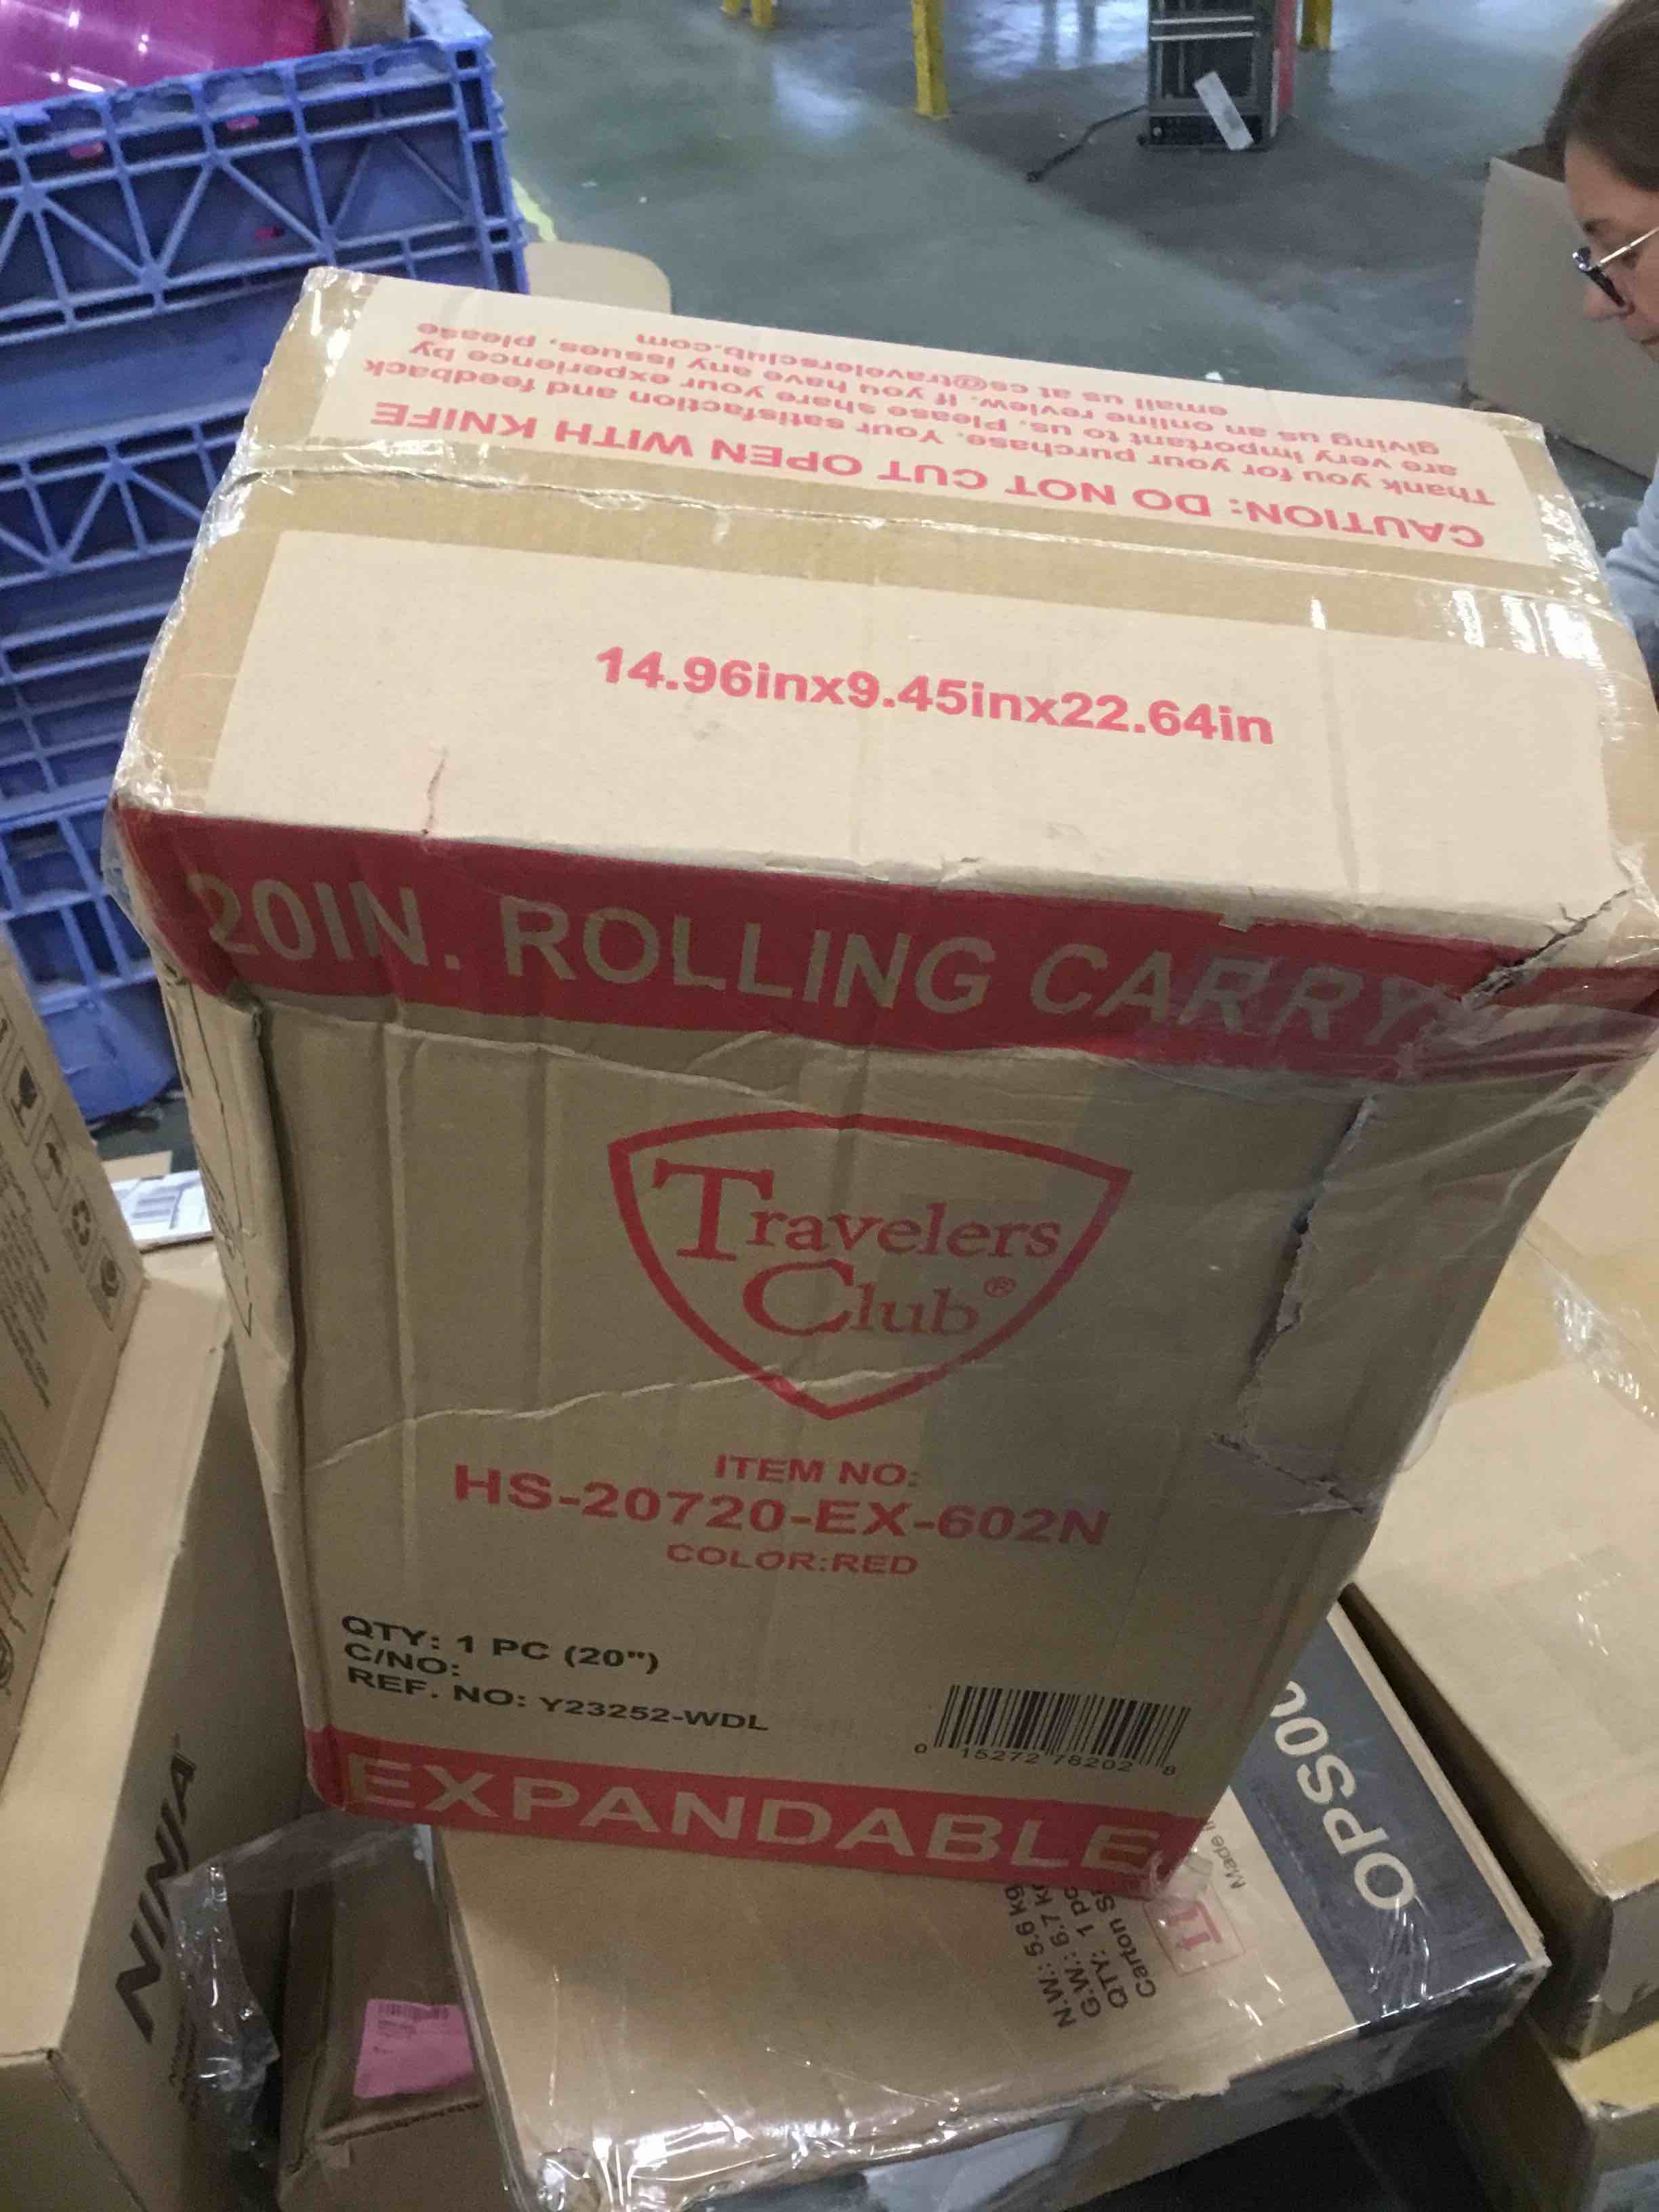 CAUTION: DO NOT CUT OPEN WITH KNIFE
Thank you for your purchase. Your satisfaction and feedback
are very important to us. Please share your experience by
giving us an online review. If you have any issues, please
email us at cs@travelersclub.com
14.96inx9.45inx22.64in
20IN. ROLLING CARRY
Travelers
Club®
ITEM NO:
HS-20720-EX-602N
COLOR:RED
QTY: 1 PC (20")
C/NO:
REF. NO: Y23252-WDL
0 15272 78202 8
EXPANDABLE
NINJA
N.W.: 5.6 kg
G.W.: 6.7
QTY: 1 pc
Carton
Made